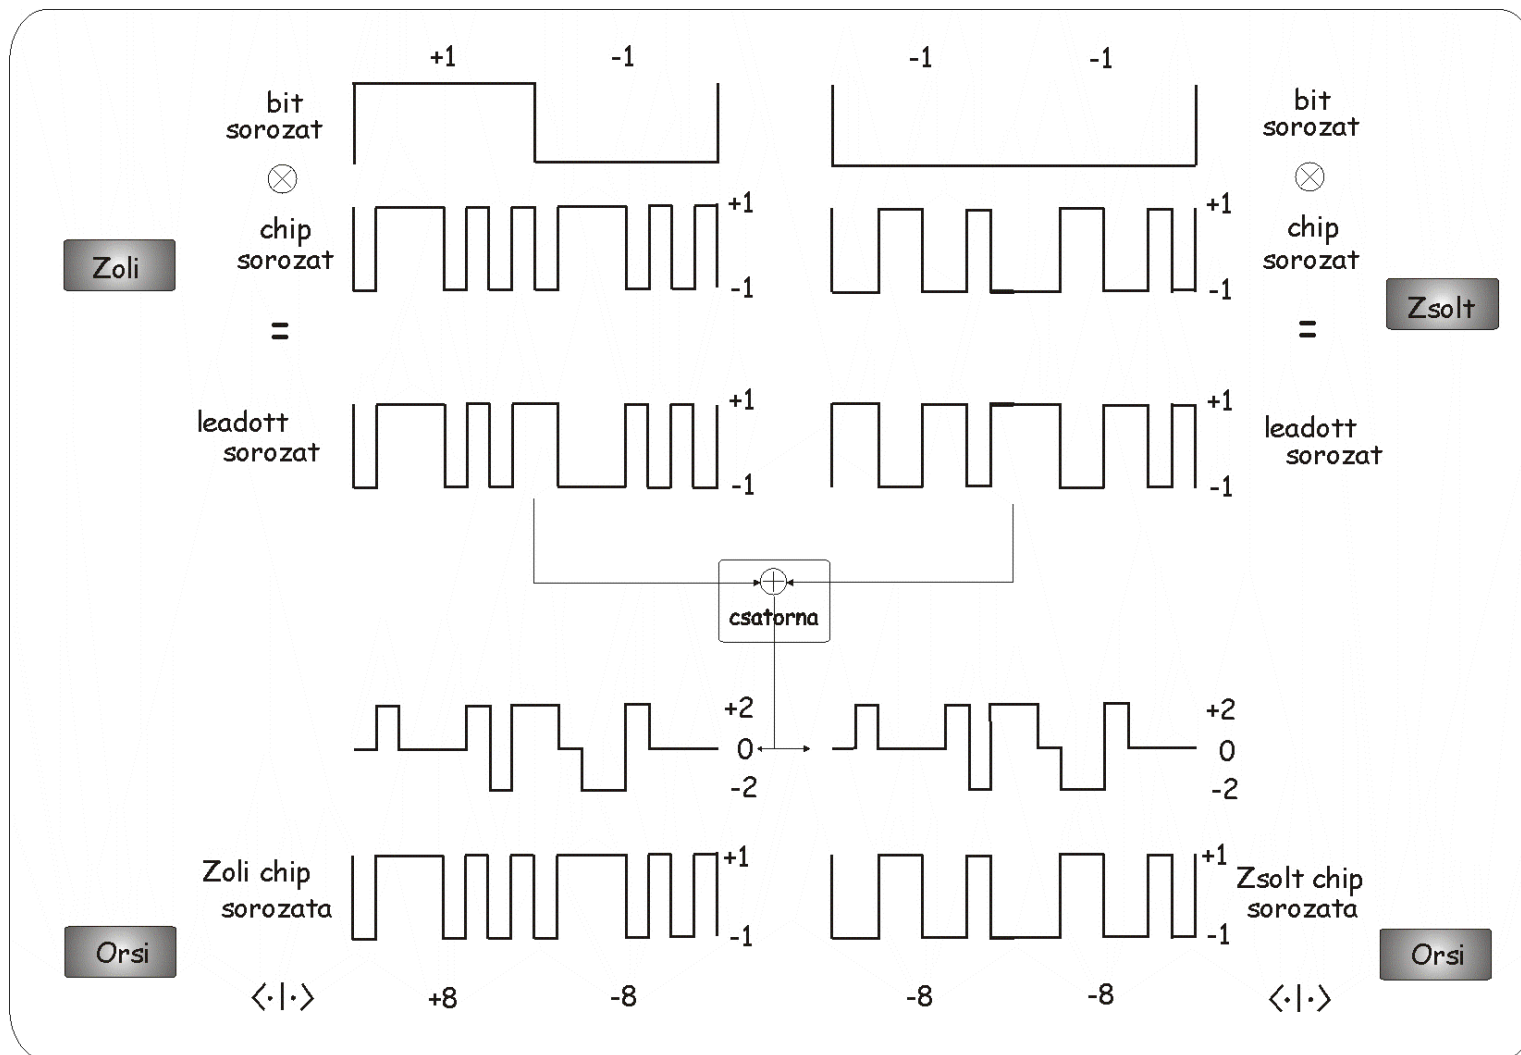 +1 -1 -1 -1
bit
sorozat
bit
sorozat
chip
sorozat
+1
-1
+1
-1
chip
sorozat
Zoli
Zsolt
=
=
leadott
sorozat
+1
-1
+1
-1
leadott
sorozat
csatorna
+2
0
-2
+2
0
-2
Zoli chip
sorozata
+1
-1
+1
-1
Zsolt chip
sorozata
Orsi
Orsi
⟨·|·⟩ +8 -8 -8 -8 ⟨·|·⟩